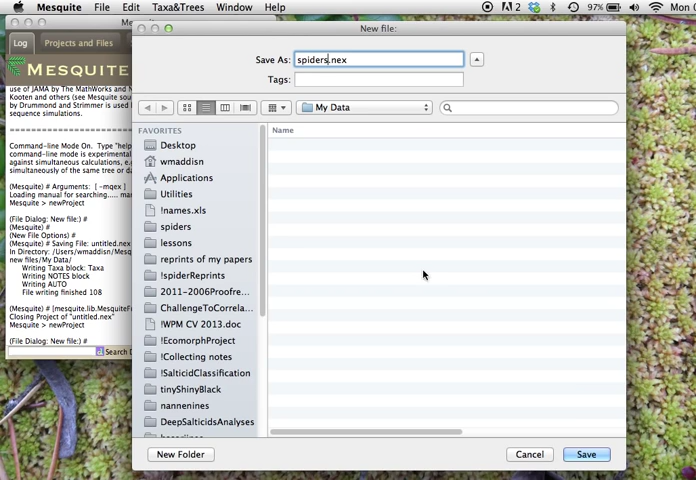 Mesquite File Edit Taxa&Trees Window Help 2 97% Mon
New file:
Log Projects and Files
MESQUITE
use of JAMA by The MathWorks and N
Kooten and others (see Mesquite sou
by Drummond and Strimmer is used
sequence simulations.
Command-line Mode On. Type "help
command-line mode is experimental
against simultaneous calculations, e.
simultaneously of the same tree or da
(Mesquite) # Arguments: [ -mqex ]
Loading manual for searching..... ma
Mesquite > newProject
(File Dialog: New file:) #
(Mesquite) #
(New File Options) #
(Mesquite) # Saving File: untitled.nex
In Directory: /Users/wmaddisn/Mesq
new files/My Data/
Writing Taxa block: Taxa
Writing NOTES block
Writing AUTO
File writing finished 108
(Mesquite) # [mesquite.lib.MesquiteF
Closing Project of "untitled.nex"
Mesquite > newProject
(File Dialog: New file:) #
Search D
Save As: spiders.nex
Tags:
My Data
FAVORITES
Desktop
wmaddisn
Applications
Utilities
!names.xls
spiders
lessons
reprints of my papers
!spiderReprints
2011-2006Proofre...
ChallengeToCorrela...
!WPM CV 2013.doc
!EcomorphProject
!Collecting notes
!SalticidClassification
tinyShinyBlack
nannenines
DeepSalticidsAnalyses
Name
New Folder Cancel Save